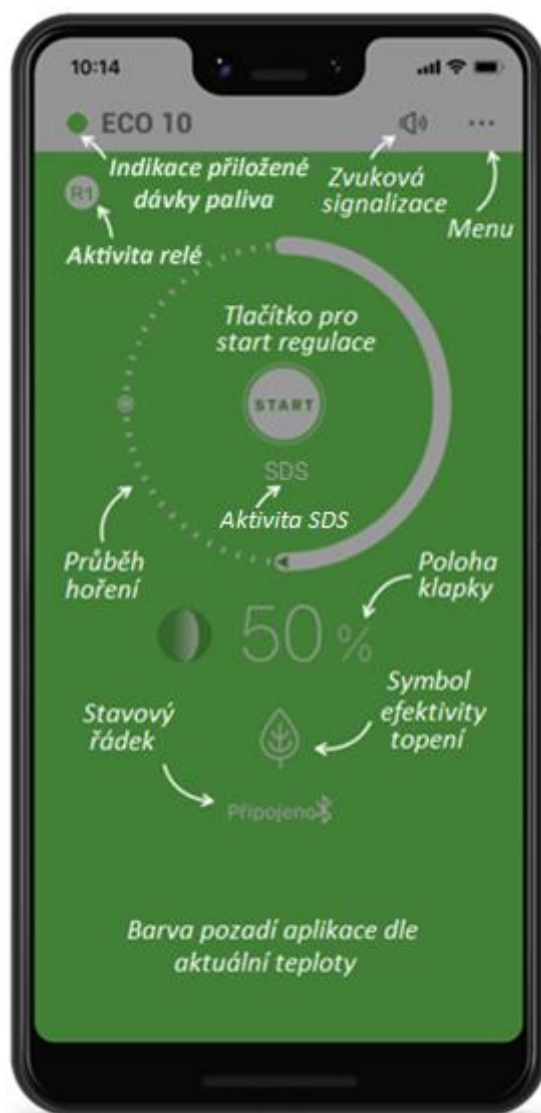 10:14
ECO 10
Indikace přiložené
dávky paliva
Zvuková
signalizace
Menu
R1
Aktivita relé
Tlačítko pro
start regulace
START
SDS
Aktivita SDS
Průběh
hoření
Poloha
klapky
50 %
Symbol
efektivity
topení
Stavový
řádek
Připojeno
Barva pozadí aplikace dle
aktuální teploty